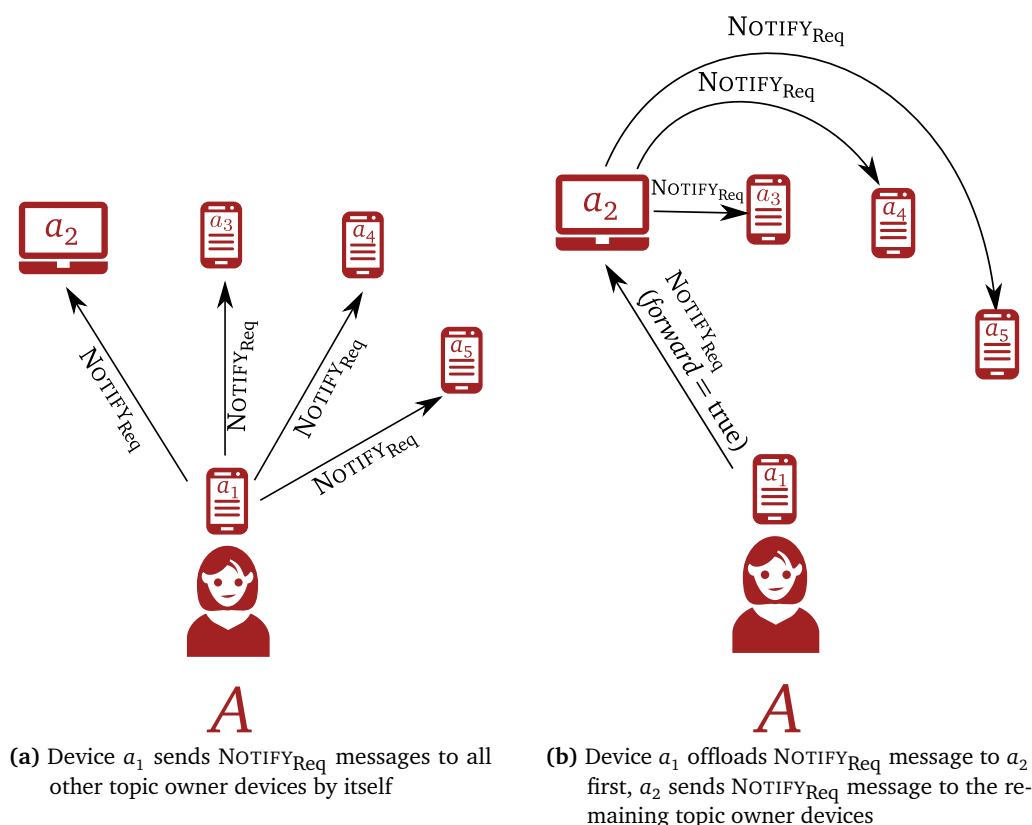 a2
a3
a4
a5
NOTIFYReq
NOTIFYReq
NOTIFYReq
NOTIFYReq
a1
A
(a) Device a1 sends NOTIFYReq messages to all
other topic owner devices by itself
NOTIFYReq
NOTIFYReq
a2
NOTIFYReq
a3
a4
a5
NOTIFYReq
(forward = true)
a1
A
(b) Device a1 offloads NOTIFYReq message to a2
first, a2 sends NOTIFYReq message to the re-
maining topic owner devices